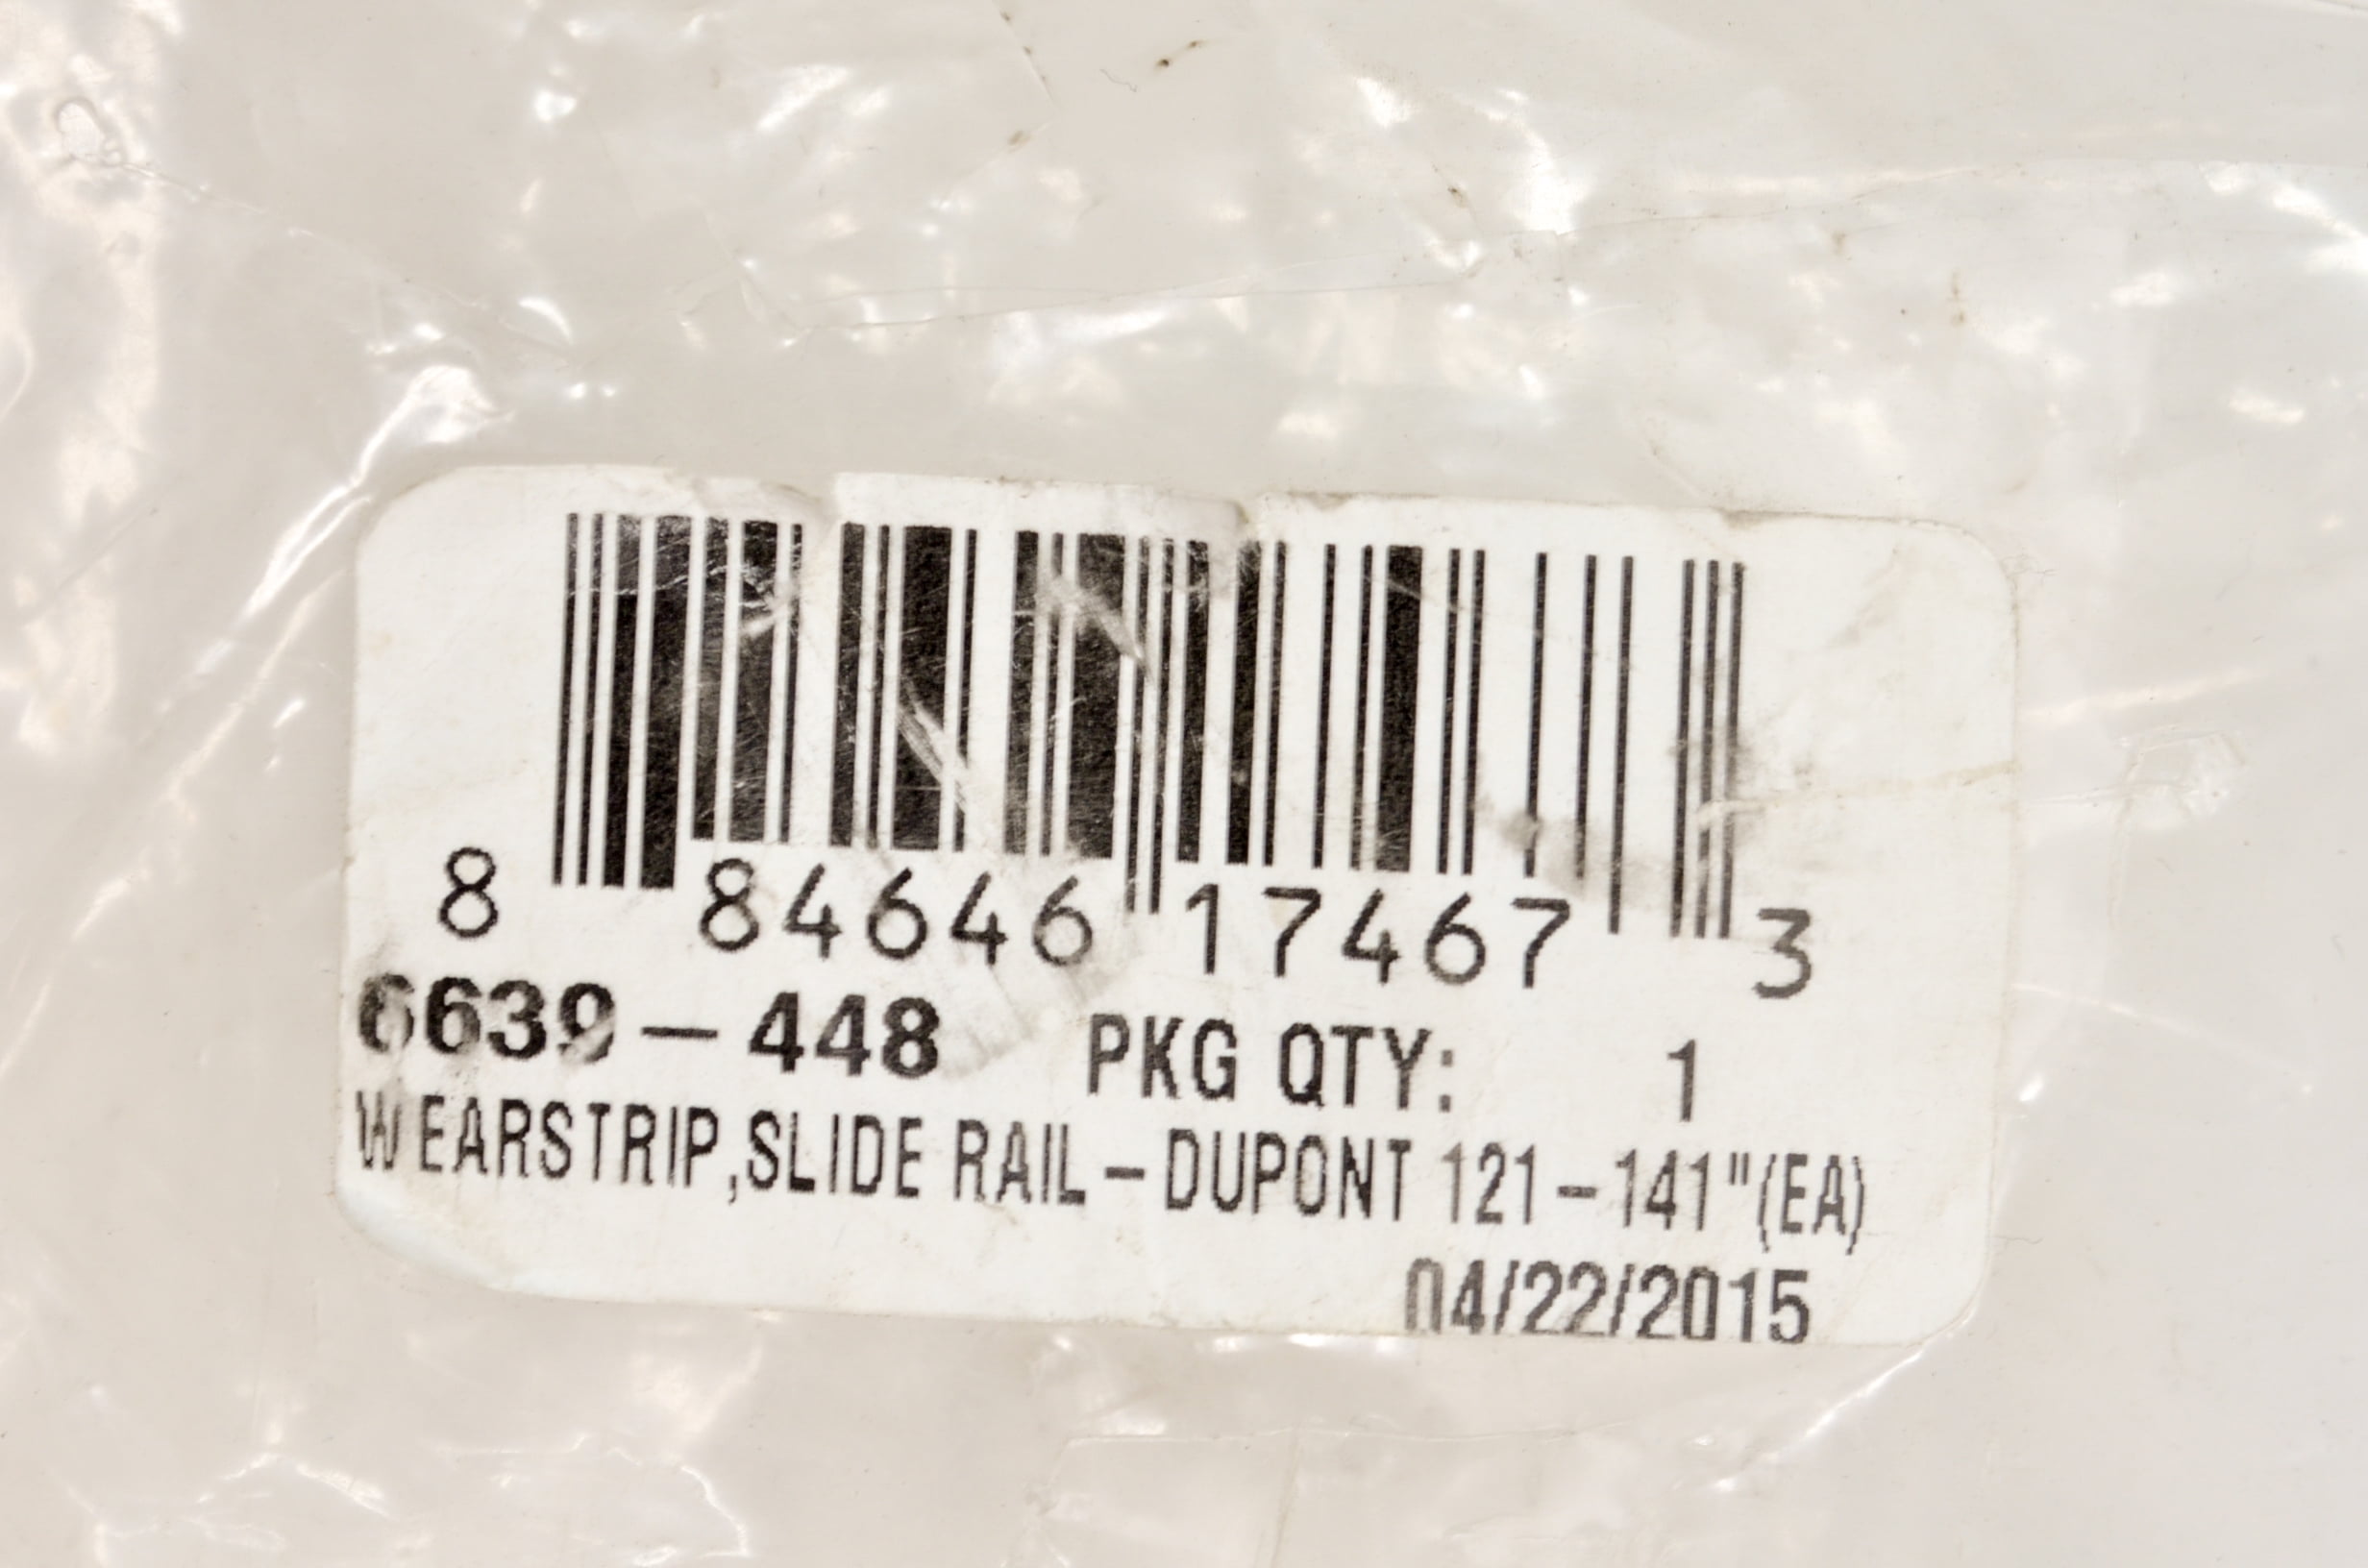 8 84646 17467 3
6639-448 PKG QTY: 1
WEARSTRIP,SLIDE RAIL-DUPONT 121-141"(EA)
04/22/2015